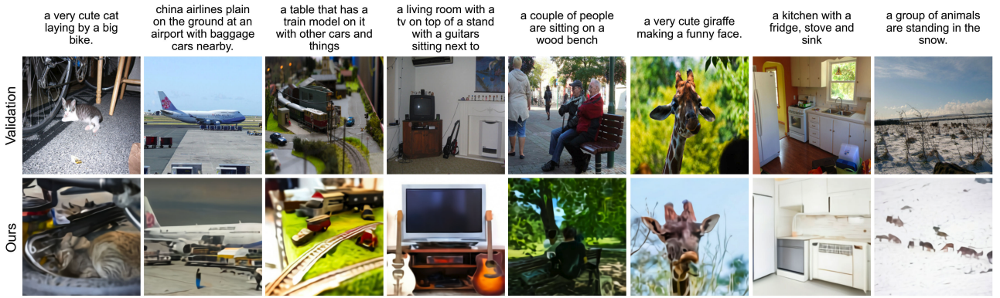 a very cute cat
laying by a big
bike.
china airlines plain
on the ground at an
airport with baggage
cars nearby.
a table that has a
train model on it
with other cars and
things
a living room with a
tv on top of a stand
with a guitars
sitting next to
a couple of people
are sitting on a
wood bench
a very cute giraffe
making a funny face.
a kitchen with a
fridge, stove and
sink
a group of animals
are standing in the
snow.
Validation
Ours